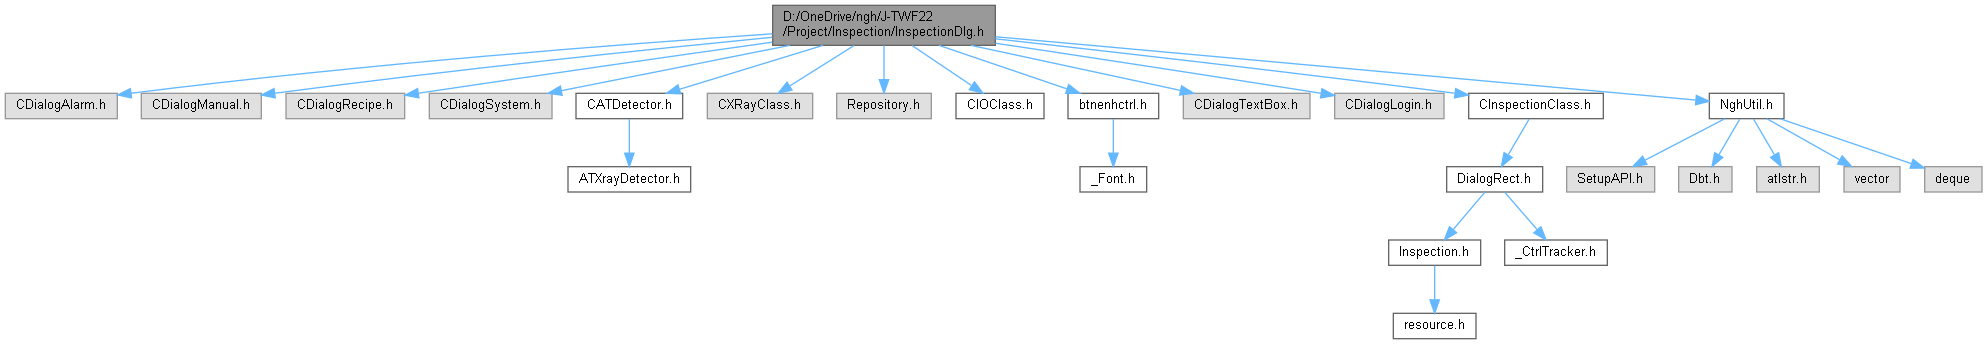 D:/OneDrive/ngh/J-TWF22
/Project/Inspection/InspectionDlg.h
CDialogAlarm.h
CDialogManual.h
CDialogRecipe.h
CDialogSystem.h
CATDetector.h
CXRayClass.h
Repository.h
CIOClass.h
btnenhctrl.h
CDialogTextBox.h
CDialogLogin.h
CInspectionClass.h
NghUtil.h
ATXrayDetector.h
_Font.h
DialogRect.h
SetupAPI.h
Dbt.h
atlstr.h
vector
deque
Inspection.h
_CtrlTracker.h
resource.h